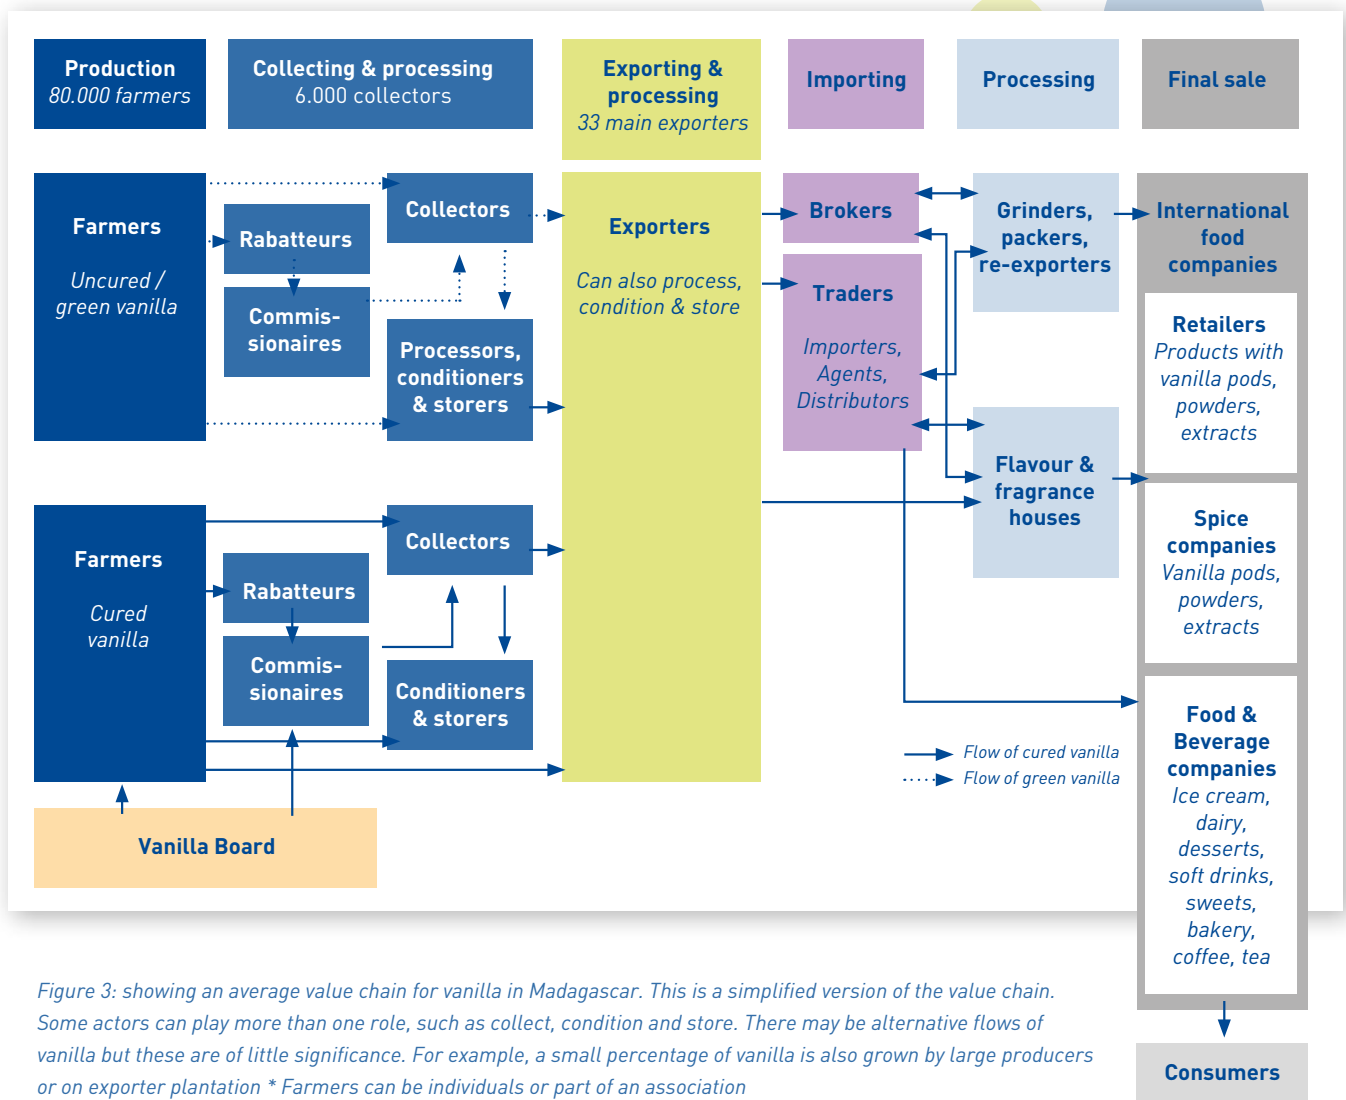 Production
80.000 farmers
Collecting & processing
6.000 collectors
Exporting &
processing
33 main exporters
Importing
Processing
Final sale
Farmers
Uncured /
green vanilla
Rabatteurs
Commis-
sionaires
Collectors
Processors,
conditioners
& storers
Exporters
Can also process,
condition & store
Brokers
Traders
Importers,
Agents,
Distributors
Grinders,
packers,
re-exporters
Flavour &
fragrance
houses
International
food
companies
Retailers
Products with
vanilla pods,
powders,
extracts
Spice
companies
Vanilla pods,
powders,
extracts
Food &
Beverage
companies
Ice cream,
dairy,
desserts,
soft drinks,
sweets,
bakery,
coffee, tea
Farmers
Cured
vanilla
Rabatteurs
Commis-
sionaires
Collectors
Conditioners
& storers
Vanilla Board
Flow of cured vanilla
Flow of green vanilla
Consumers
Figure 3: showing an average value chain for vanilla in Madagascar. This is a simplified version of the value chain.
Some actors can play more than one role, such as collect, condition and store. There may be alternative flows of
vanilla but these are of little significance. For example, a small percentage of vanilla is also grown by large producers
or on exporter plantation * Farmers can be individuals or part of an association